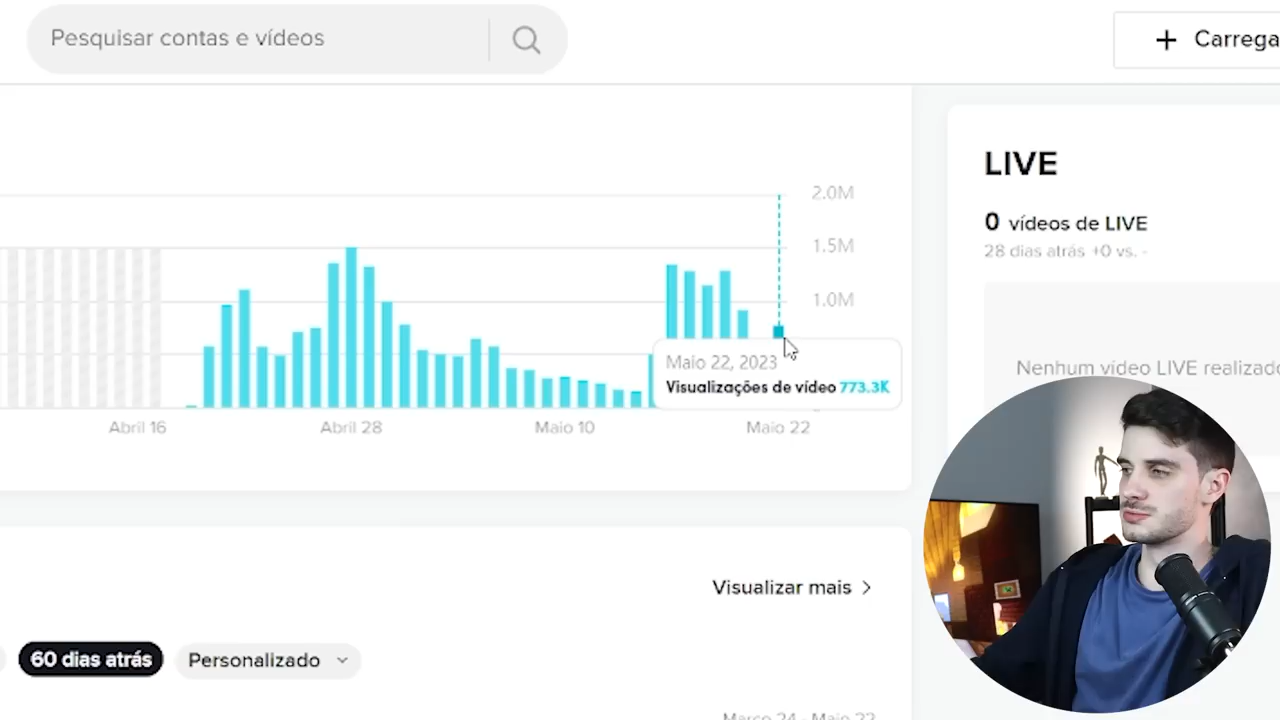 Pesquisar contas e vídeos
+ Carrega
LIVE
0 vídeos de LIVE
28 dias atrás +0 vs. -
2.0M
1.5M
1.0M
Maio 22, 2023
Visualizações de vídeo 773.3K
Nenhum vídeo LIVE realizado
Abril 16
Abril 28
Maio 10
Maio 22
Visualizar mais
60 dias atrás
Personalizado
Março 24 - Maio 22